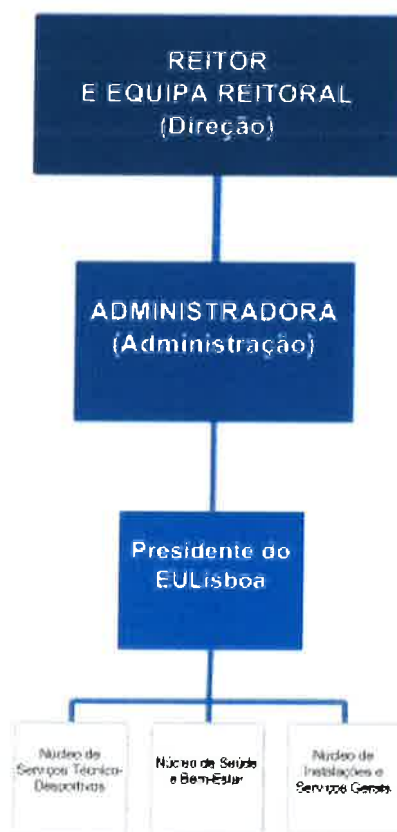 REITOR
E EQUIPA REITORAL
(Direção)
ADMINISTRADORA
(Administração)
Presidente do
EULisboa
Núcleo de
Serviços Técnico-
Desportivos
Núcleo de Saúde
e Bem-Estar
Núcleo de
Instalações e
Serviços Gerais